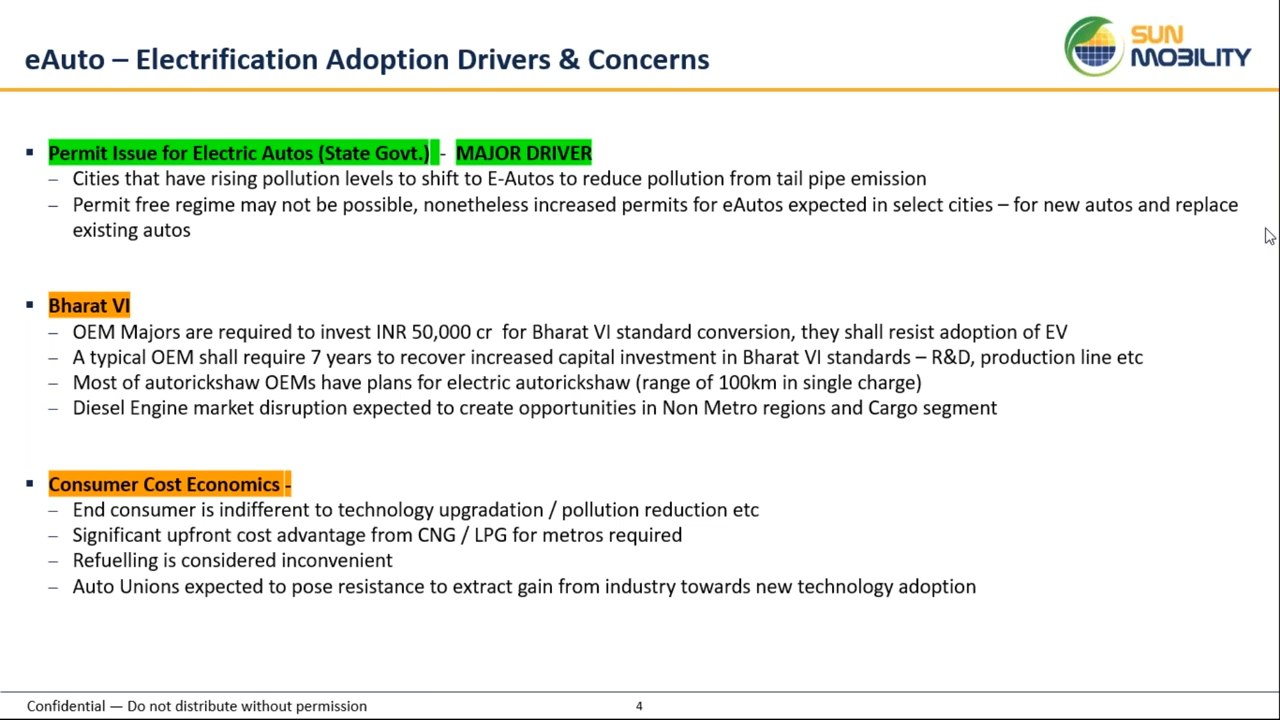 eAuto – Electrification Adoption Drivers & Concerns
SUN
MOBILITY
▪ Permit Issue for Electric Autos (State Govt.) - MAJOR DRIVER
– Cities that have rising pollution levels to shift to E-Autos to reduce pollution from tail pipe emission
– Permit free regime may not be possible, nonetheless increased permits for eAutos expected in select cities – for new autos and replace
existing autos
▪ Bharat VI
– OEM Majors are required to invest INR 50,000 cr for Bharat VI standard conversion, they shall resist adoption of EV
– A typical OEM shall require 7 years to recover increased capital investment in Bharat VI standards – R&D, production line etc
– Most of autorickshaw OEMs have plans for electric autorickshaw (range of 100km in single charge)
– Diesel Engine market disruption expected to create opportunities in Non Metro regions and Cargo segment
▪ Consumer Cost Economics -
– End consumer is indifferent to technology upgradation / pollution reduction etc
– Significant upfront cost advantage from CNG / LPG for metros required
– Refuelling is considered inconvenient
– Auto Unions expected to pose resistance to extract gain from industry towards new technology adoption
Confidential — Do not distribute without permission
4